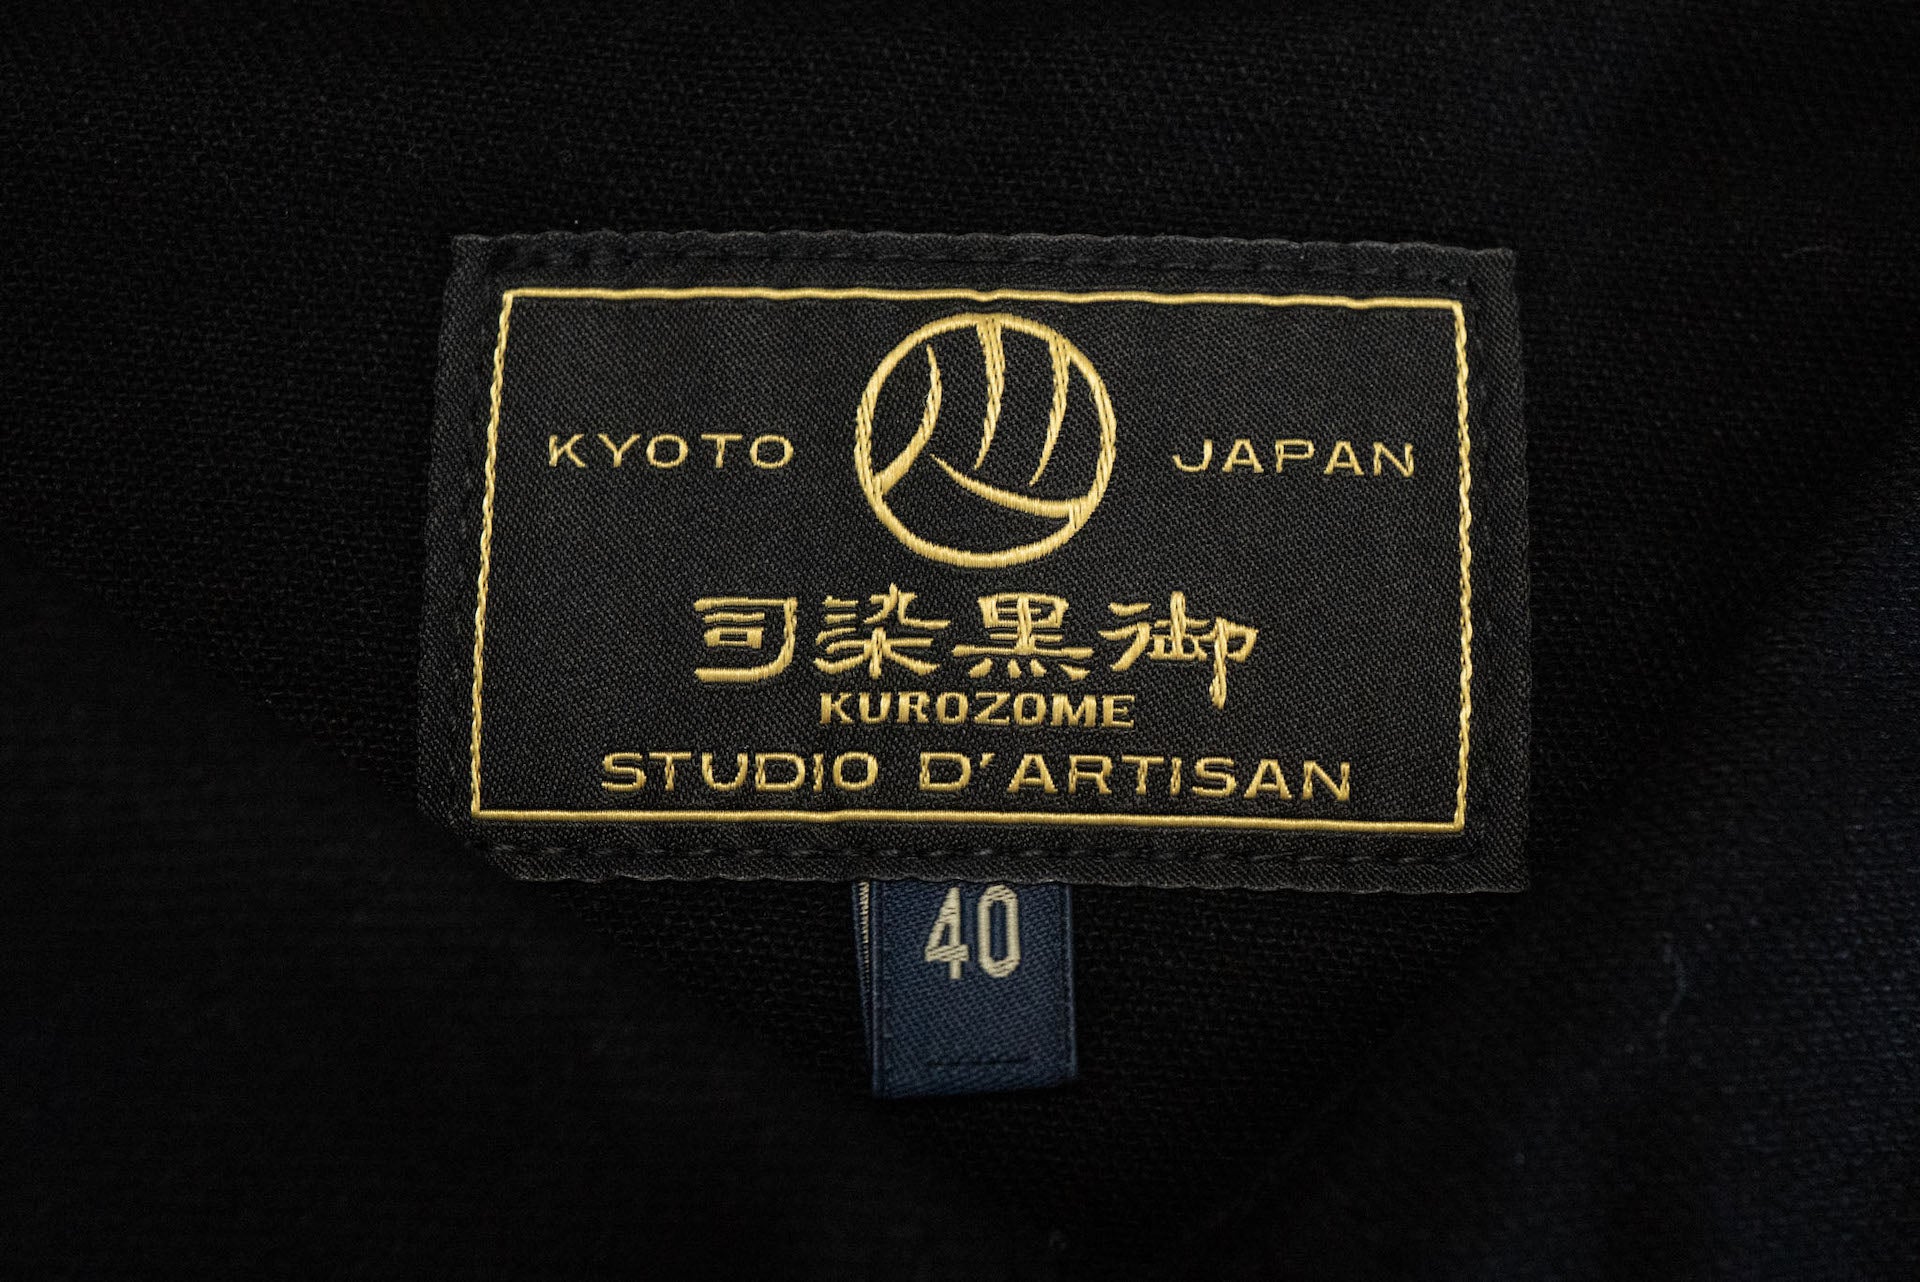 KYOTO JAPAN
司染黒御
KUROZOME
STUDIO D'ARTISAN
40